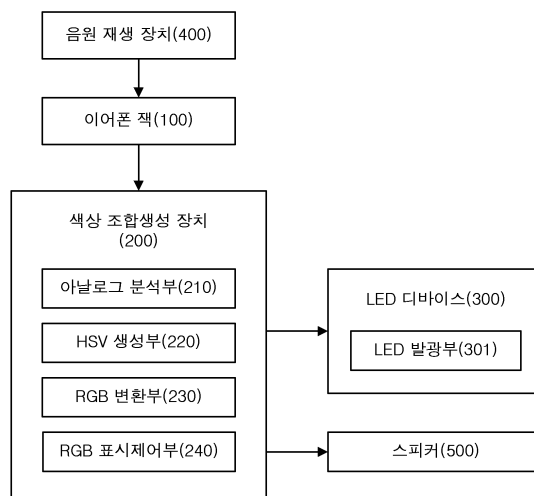 음원 재생 장치(400)
이어폰 잭(100)
색상 조합생성 장치
(200)
아날로그 분석부(210)
HSV 생성부(220)
RGB 변환부(230)
RGB 표시제어부(240)
LED 디바이스(300)
LED 발광부(301)
스피커(500)